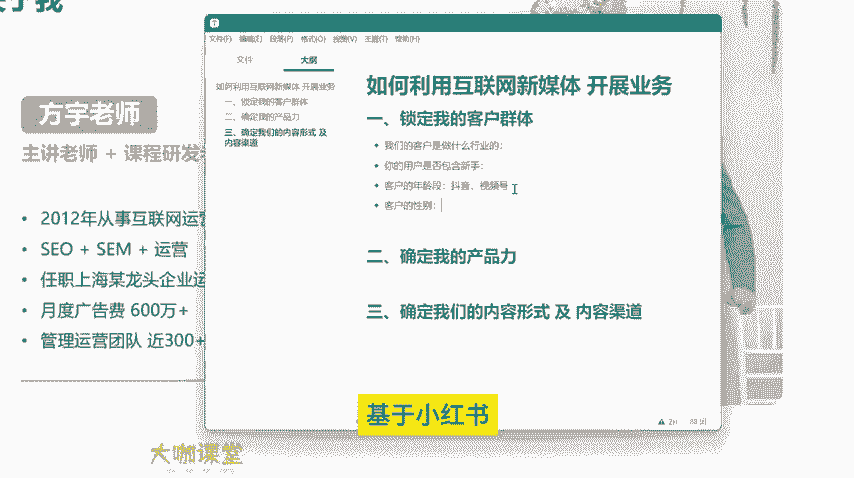 关于我
方宇老师
主讲老师 + 课程研发
2012年从事互联网运营
SEO + SEM + 运营
任职上海某龙头企业运
月度广告费 600万+
管理运营团队 近300+
文件(F) 编辑(E) 段落(P) 格式(O) 视图(V) 主题(T) 帮助(H)
文件 大纲
如何利用互联网新媒体 开展业务
一、锁定我的客户群体
二、确定我的产品力
三、确定我们的内容形式 及
内容渠道
如何利用互联网新媒体 开展业务
一、锁定我的客户群体
我们的客户是做什么行业的：
你的用户是否包含新手：
客户的年龄段：抖音、视频号
客户的性别：
二、确定我的产品力
三、确定我们的内容形式 及 内容渠道
基于小红书
大咖课堂